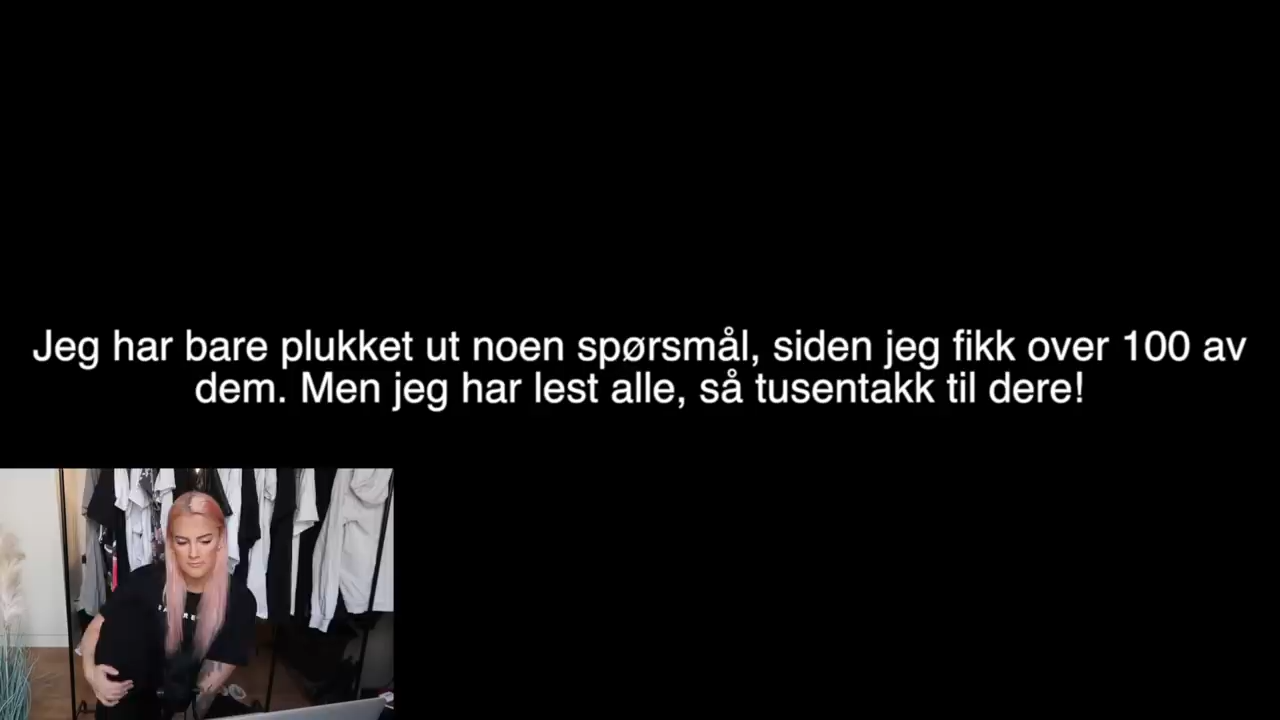 Jeg har bare plukket ut noen spørsmål, siden jeg fikk over 100 av
dem. Men jeg har lest alle, så tusentakk til dere!